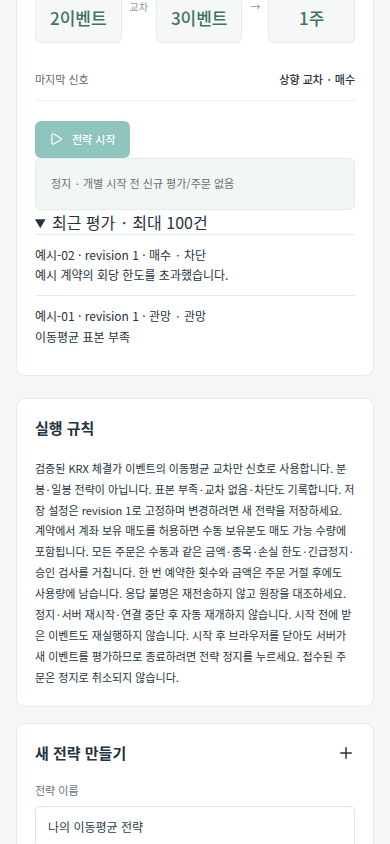 2이벤트 교차 3이벤트 → 1주
마지막 신호 상향 교차 · 매수
전략 시작
정지 · 개별 시작 전 신규 평가/주문 없음
▼ 최근 평가 · 최대 100건
예시-02 · revision 1 · 매수 · 차단
예시 계약의 회당 한도를 초과했습니다.
예시-01 · revision 1 · 관망 · 관망
이동평균 표본 부족
실행 규칙
검증된 KRX 체결가 이벤트의 이동평균 교차만 신호로 사용합니다. 분
봉·일봉 전략이 아닙니다. 표본 부족·교차 없음·차단도 기록합니다. 저
장 설정은 revision 1로 고정하며 변경하려면 새 전략을 저장하세요.
계약에서 계좌 보유 매도를 허용하면 수동 보유분도 매도 가능 수량에
포함됩니다. 모든 주문은 수동과 같은 금액·종목·손실 한도·긴급정지·
승인 검사를 거칩니다. 한 번 예약한 횟수와 금액은 주문 거절 후에도
사용량에 남습니다. 응답 불명은 재전송하지 않고 원장을 대조하세요.
정지·서버 재시작·연결 중단 후 자동 재개하지 않습니다. 시작 전에 받
은 이벤트도 재실행하지 않습니다. 시작 후 브라우저를 닫아도 서버가
새 이벤트를 평가하므로 종료하려면 전략 정지를 누르세요. 접수된 주
문은 정지로 취소되지 않습니다.
새 전략 만들기
전략 이름
나의 이동평균 전략